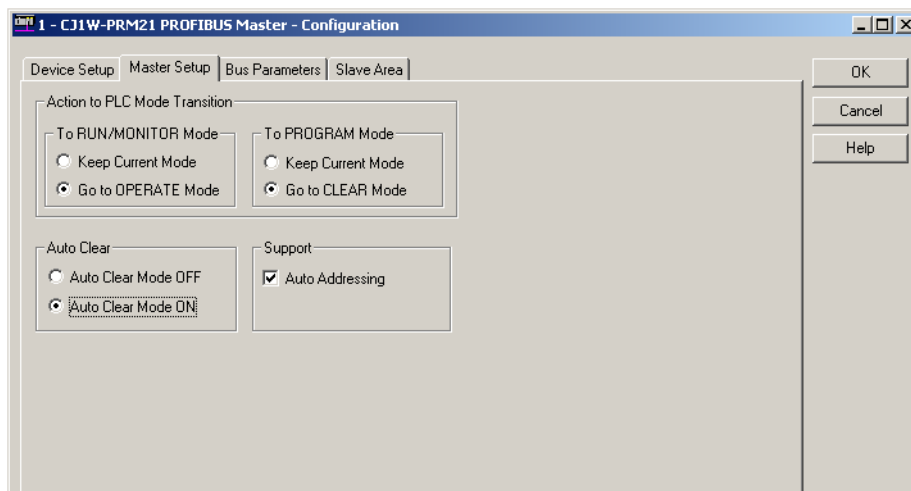 1 - CJ1W-PRM21 PROFIBUS Master - Configuration
Device Setup Master Setup Bus Parameters Slave Area
OK
Cancel
Help
Action to PLC Mode Transition
To RUN/MONITOR Mode
Keep Current Mode
Go to OPERATE Mode
To PROGRAM Mode
Keep Current Mode
Go to CLEAR Mode
Auto Clear
Auto Clear Mode OFF
Auto Clear Mode ON
Support
Auto Addressing